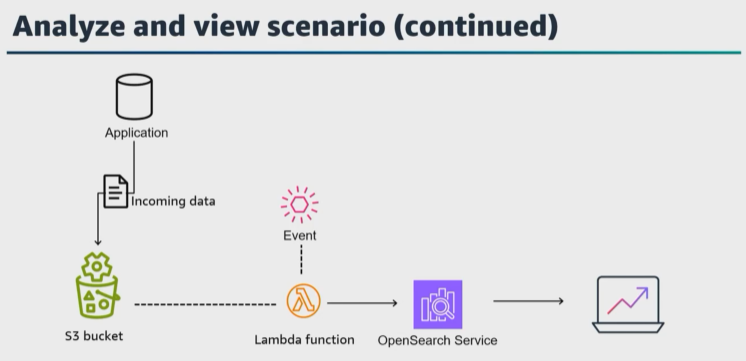 Analyze and view scenario (continued)
Application
Incoming data
Event
S3 bucket
Lambda function
OpenSearch Service